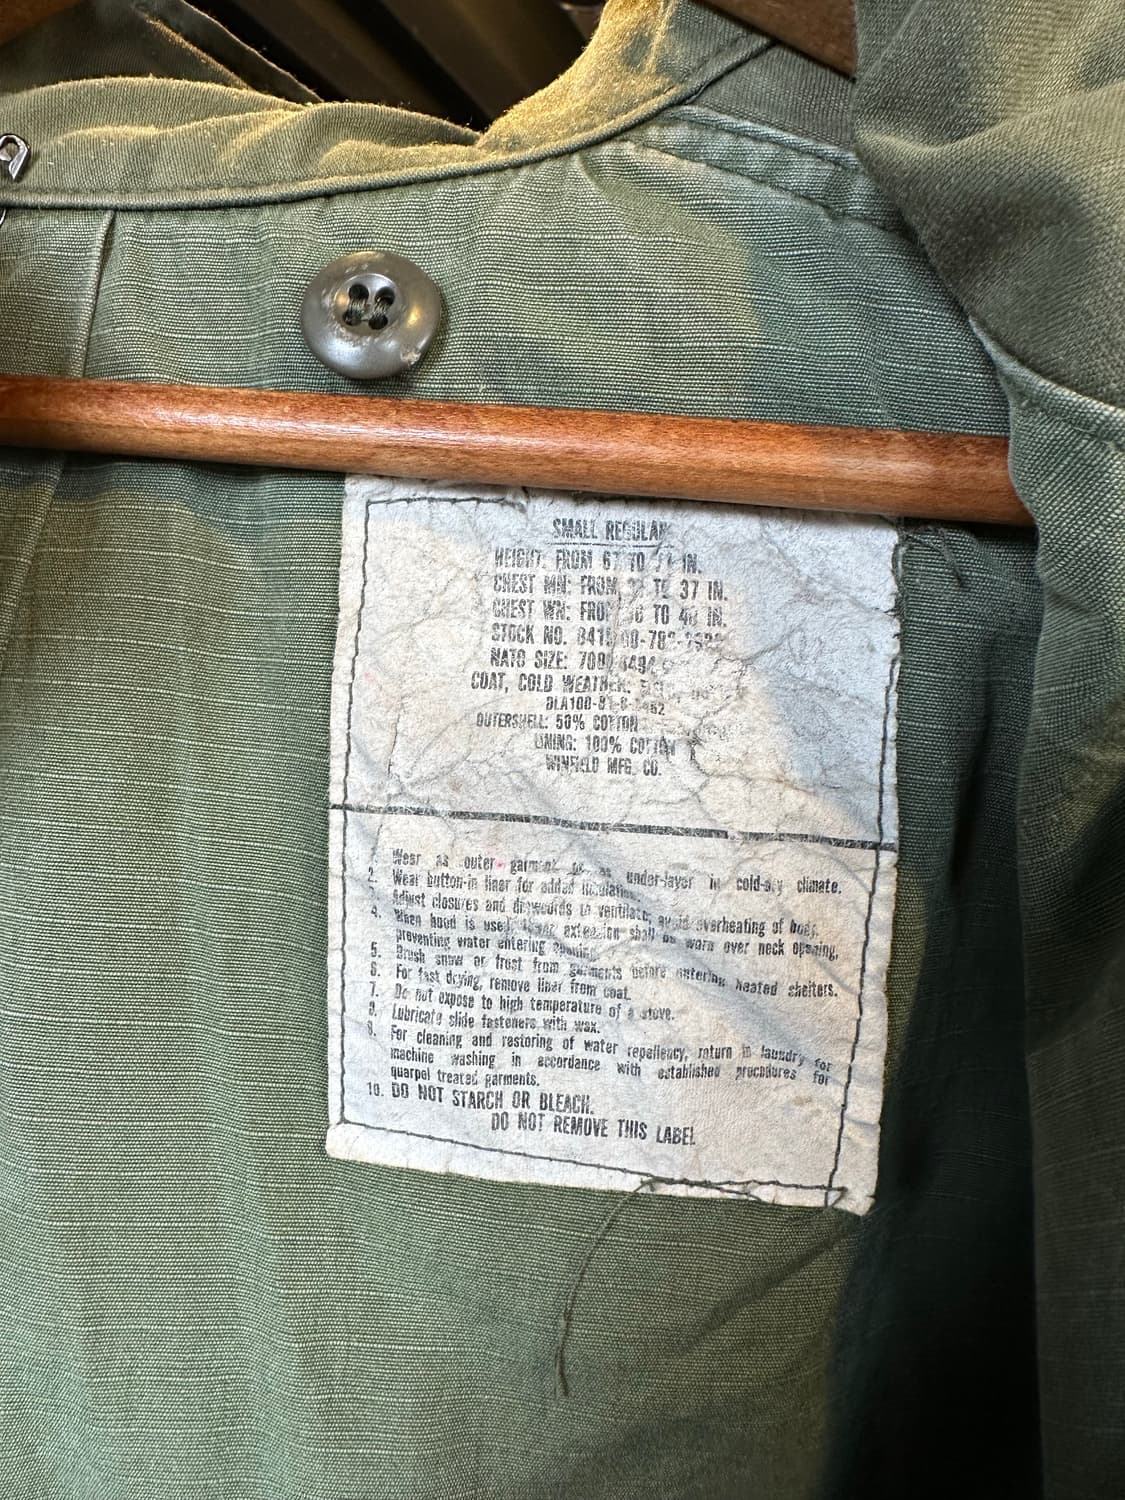 SMALL REGULAR
HEIGHT: FROM 67 TO 71 IN.
CHEST MN: FROM TO 37 IN.
CHEST WN: FROM TO IN.
STOCK NO.
NATO SIZE:
COAT, COLD WEATHER:
OUTERSHELL: 50% COTTON
LINING: 100% COTTON
WINFIELD MFG. CO.
1. Wear as outer garment or as under-layer in cold-dry climate.
2. Wear button-in liner for added insulation.
Adjust closures and drawcords to ventilate; avoid overheating of body.
4. When hood is used, extension shall be worn over neck opening,
preventing water entering opening.
5. Brush snow or frost from garments before entering heated shelters.
6. For fast drying, remove liner from coat.
7. Do not expose to high temperature of a stove.
8. Lubricate slide fasteners with wax.
9. For cleaning and restoring of water repellency, return to laundry for
machine washing in accordance with established procedures for
quarpel treated garments.
10. DO NOT STARCH OR BLEACH.
DO NOT REMOVE THIS LABEL